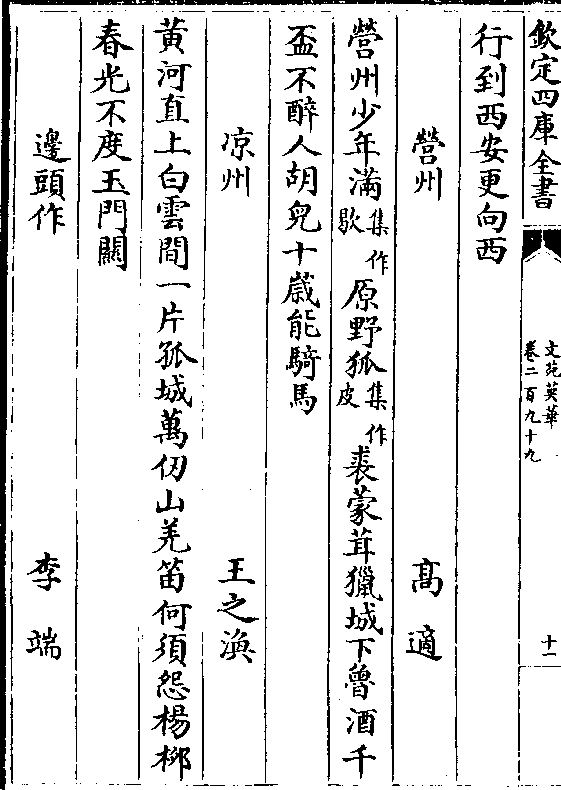 欽定四庫全書
文苑英華
卷二百九十九
十一
行到西安更向西
營州
高適
營州少年滿集作歇原野狐集作皮裘蒙茸獵城下魯酒千
盃不醉人胡兒十歲能騎馬
凉州
王之渙
黄河直上白雲間一片孤城萬仞山羌笛何須怨楊柳
春光不度玉門闗
邊頭作
李端